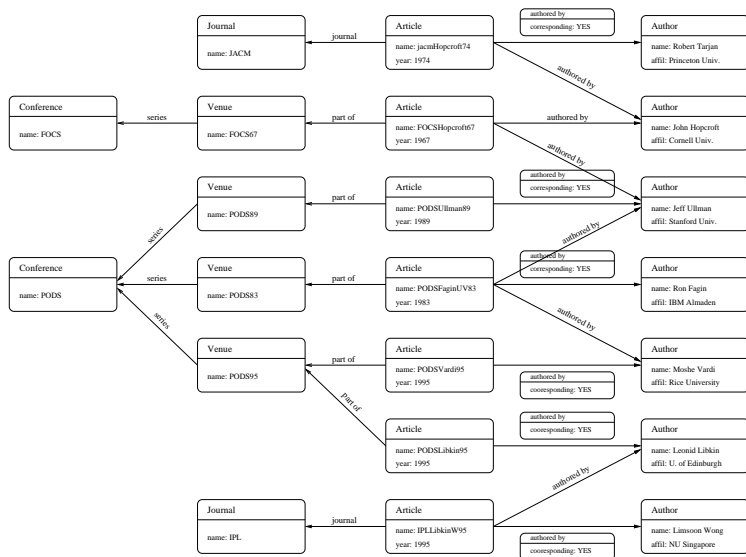 authored by
corresponding: YES
Journal
name: JACM
journal
Article
name: jacmHopcroft74
year: 1974
Author
name: Robert Tarjan
affil: Princeton Univ.
authored by
Conference
name: FOCS
series
Venue
name: FOCS67
part of
Article
name: FOCSHopcroft67
year: 1967
authored by
Author
name: John Hopcroft
affil: Cornell Univ.
authored by
authored by
corresponding: YES
Venue
name: PODS89
part of
Article
name: PODSUllman89
year: 1989
Author
name: Jeff Ullman
affil: Stanford Univ.
series
authored by
authored by
corresponding: YES
Conference
name: PODS
series
Venue
name: PODS83
part of
Article
name: PODSFaginUV83
year: 1983
Author
name: Ron Fagin
affil: IBM Almaden
series
authored by
Venue
name: PODS95
part of
Article
name: PODSVardi95
year: 1995
Author
name: Moshe Vardi
affil: Rice University
authored by
cooresponding: YES
part of
authored by
cooresponding: YES
Article
name: PODSLibkin95
year: 1995
Author
name: Leonid Libkin
affil: U. of Edinburgh
authored by
Journal
name: IPL
journal
Article
name: IPLLibkinW95
year: 1995
Author
name: Limsoon Wong
affil: NU Singapore
authored by
cooresponding: YES